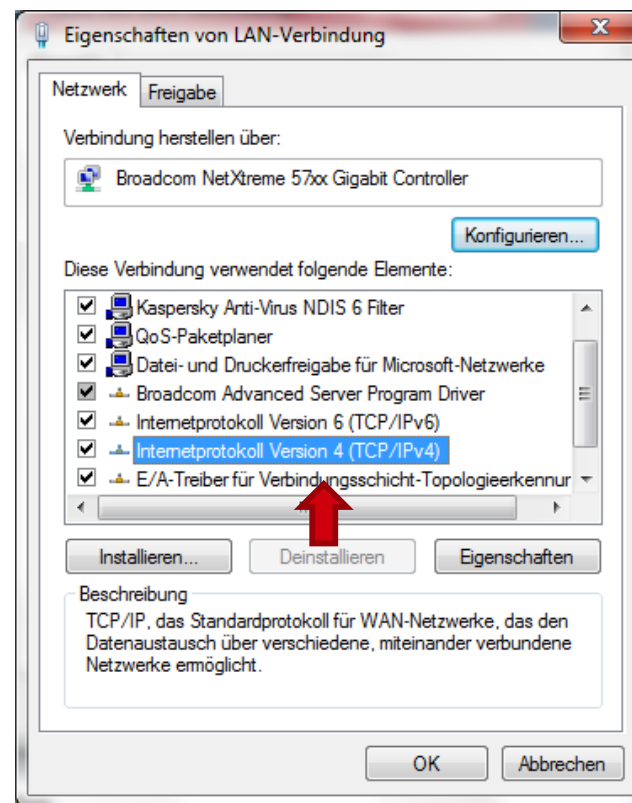 Eigenschaften von LAN-Verbindung
Netzwerk
Freigabe
Verbindung herstellen über:
Broadcom NetXtreme 57xx Gigabit Controller
Konfigurieren...
Diese Verbindung verwendet folgende Elemente:
Kaspersky Anti-Virus NDIS 6 Filter
QoS-Paketplaner
Datei- und Druckerfreigabe für Microsoft-Netzwerke
Broadcom Advanced Server Program Driver
Internetprotokoll Version 6 (TCP/IPv6)
Internetprotokoll Version 4 (TCP/IPv4)
E/A-Treiber für Verbindungsschicht-Topologieerkennur
Installieren...
Deinstallieren
Eigenschaften
Beschreibung
TCP/IP, das Standardprotokoll für WAN-Netzwerke, das den
Datenaustausch über verschiedene, miteinander verbundene
Netzwerke ermöglicht.
OK
Abbrechen